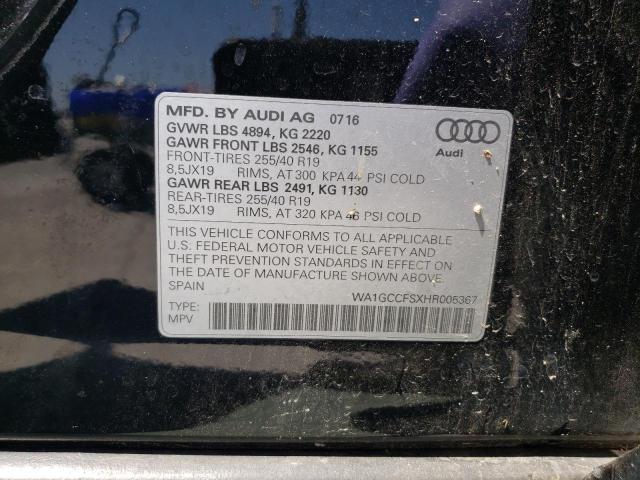 MFD. BY AUDI AG 0716
GVWR LBS 4894, KG 2220
GAWR FRONT LBS 2546, KG 1155
FRONT-TIRES 255/40 R19
8,5JX19 RIMS, AT 300 KPA 44 PSI COLD
GAWR REAR LBS 2491, KG 1130
REAR-TIRES 255/40 R19
8,5JX19 RIMS, AT 320 KPA 46 PSI COLD
Audi
THIS VEHICLE CONFORMS TO ALL APPLICABLE
U.S. FEDERAL MOTOR VEHICLE SAFETY AND
THEFT PREVENTION STANDARDS IN EFFECT ON
THE DATE OF MANUFACTURE SHOWN ABOVE.
SPAIN WA1GCCFSXHR005367
TYPE:
MPV